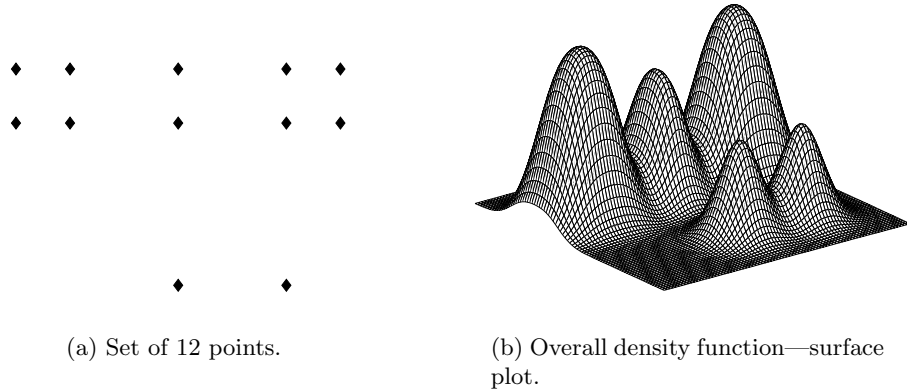 (a) Set of 12 points.
(b) Overall density function—surface
plot.